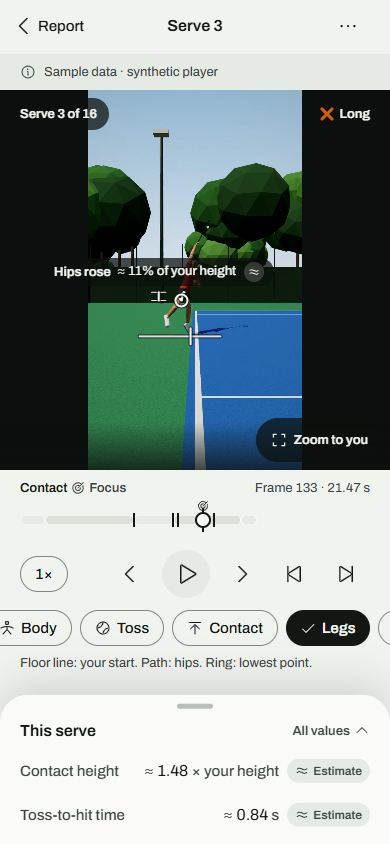 Report
Serve 3
Sample data · synthetic player
Serve 3 of 16
Long
Hips rose ≈ 11% of your height ≈
Zoom to you
Contact Focus
Frame 133 · 21.47 s
1×
Body
Toss
Contact
Legs
Floor line: your start. Path: hips. Ring: lowest point.
This serve
All values
Contact height ≈ 1.48 × your height ≈ Estimate
Toss-to-hit time ≈ 0.84 s ≈ Estimate